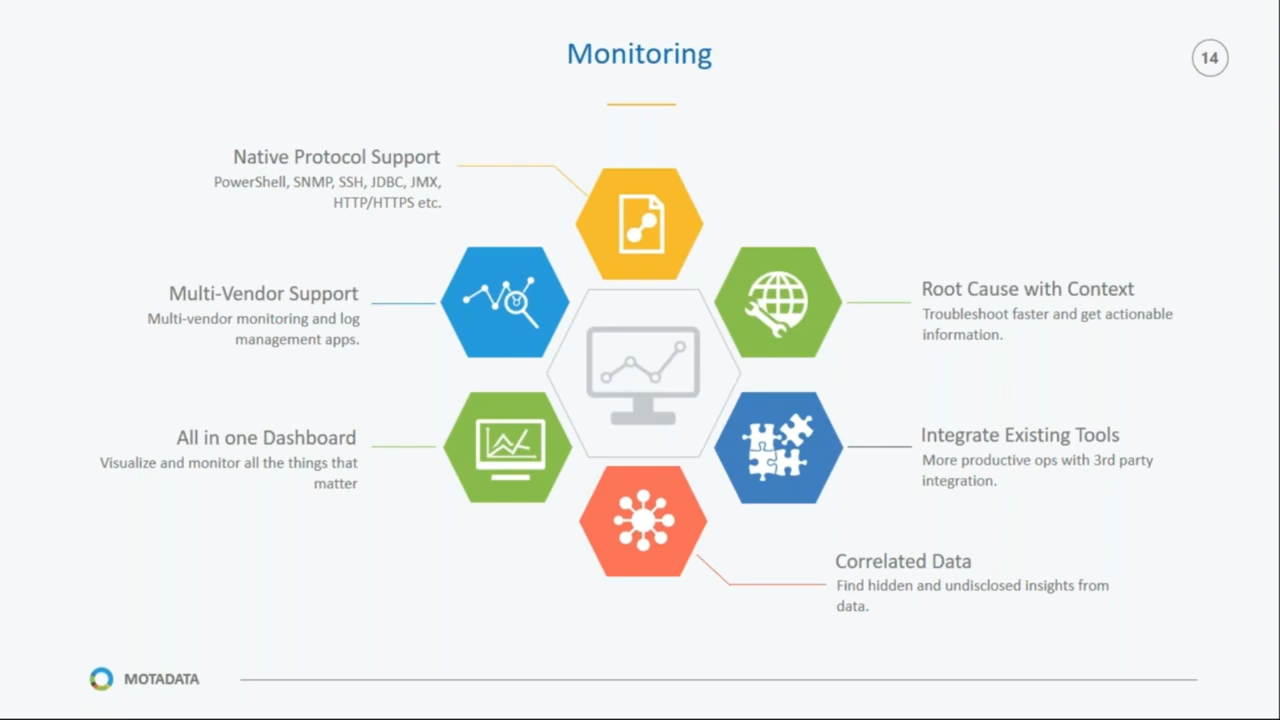 Monitoring
14
Native Protocol Support
PowerShell, SNMP, SSH, JDBC, JMX,
HTTP/HTTPS etc.
Multi-Vendor Support
Multi-vendor monitoring and log
management apps.
All in one Dashboard
Visualize and monitor all the things that
matter
Root Cause with Context
Troubleshoot faster and get actionable
information.
Integrate Existing Tools
More productive ops with 3rd party
integration.
Correlated Data
Find hidden and undisclosed insights from
data.
MOTADATA